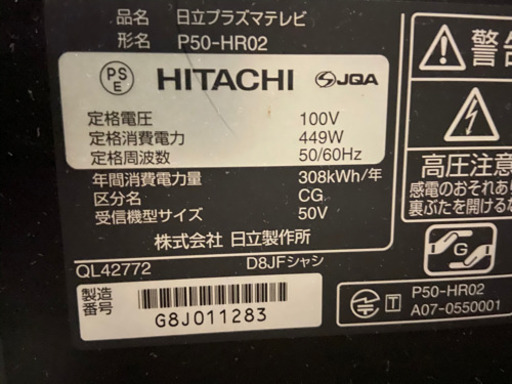 品名 日立プラズマテレビ
形名 P50-HR02
PS
E
HITACHI
JQA
定格電圧 100V
定格消費電力 449W
定格周波数 50/60Hz
年間消費電力量 308kWh/年
区分名 CG
受信機型サイズ 50V
株式会社 日立製作所
QL42772 D8JFシャシ
製造
番号
G8J011283
警告
高圧注意
感電のおそれあり
裏ぶたを開けるな
G
T
P50-HR02
A07-0550001